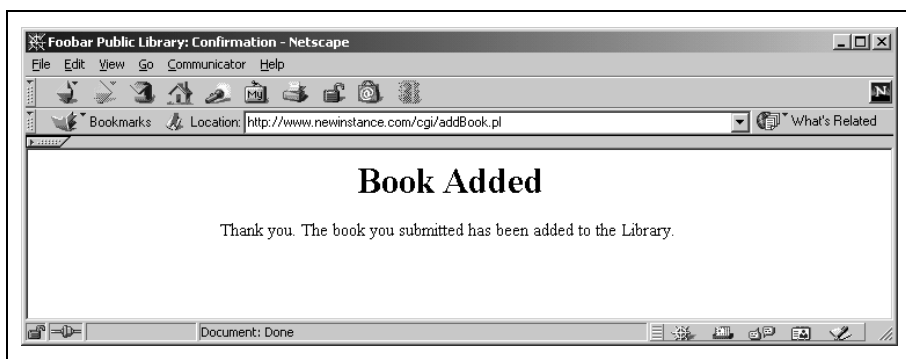 Foobar Public Library: Confirmation - Netscape
File Edit View Go Communicator Help
My
N
Bookmarks Location: http://www.newinstance.com/cgi/addBook.pl What's Related
Book Added
Thank you. The book you submitted has been added to the Library.
Document: Done